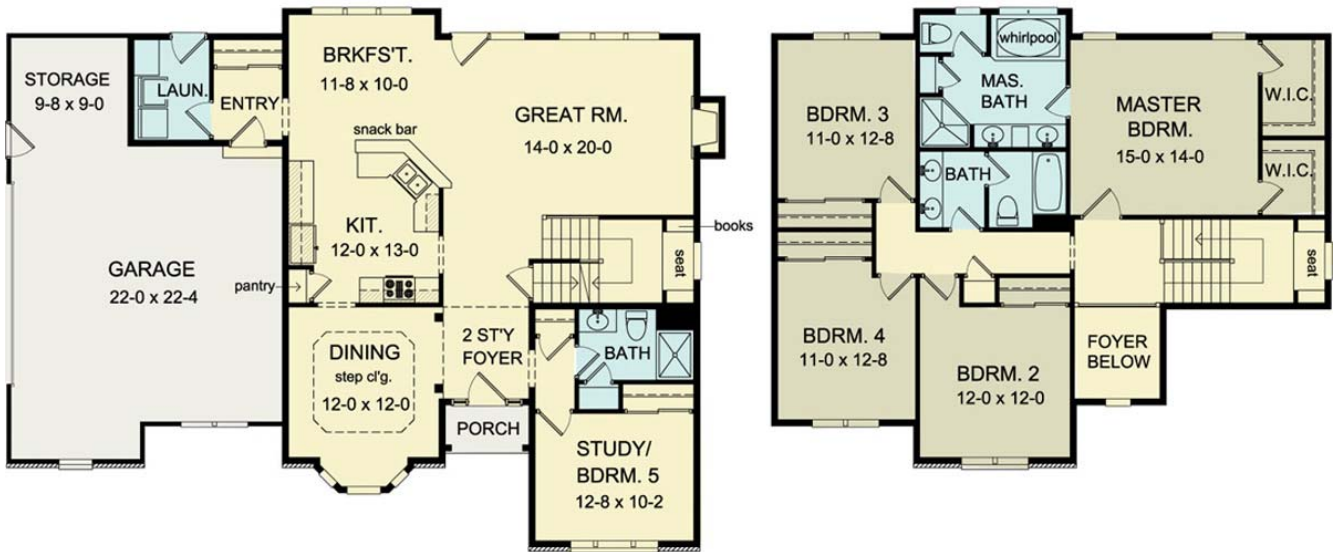 STORAGE
9-8 x 9-0
LAUN.
ENTRY
BRKFS'T.
11-8 x 10-0
snack bar
GREAT RM.
14-0 x 20-0
KIT.
12-0 x 13-0
books
seat
GARAGE
22-0 x 22-4
pantry
DINING
step cl'g.
12-0 x 12-0
2 ST'Y
FOYER
BATH
PORCH
STUDY/
BDRM. 5
12-8 x 10-2
whirlpool
BDRM. 3
11-0 x 12-8
MAS.
BATH
MASTER
BDRM.
15-0 x 14-0
W.I.C.
W.I.C.
BATH
seat
BDRM. 4
11-0 x 12-8
BDRM. 2
12-0 x 12-0
FOYER
BELOW